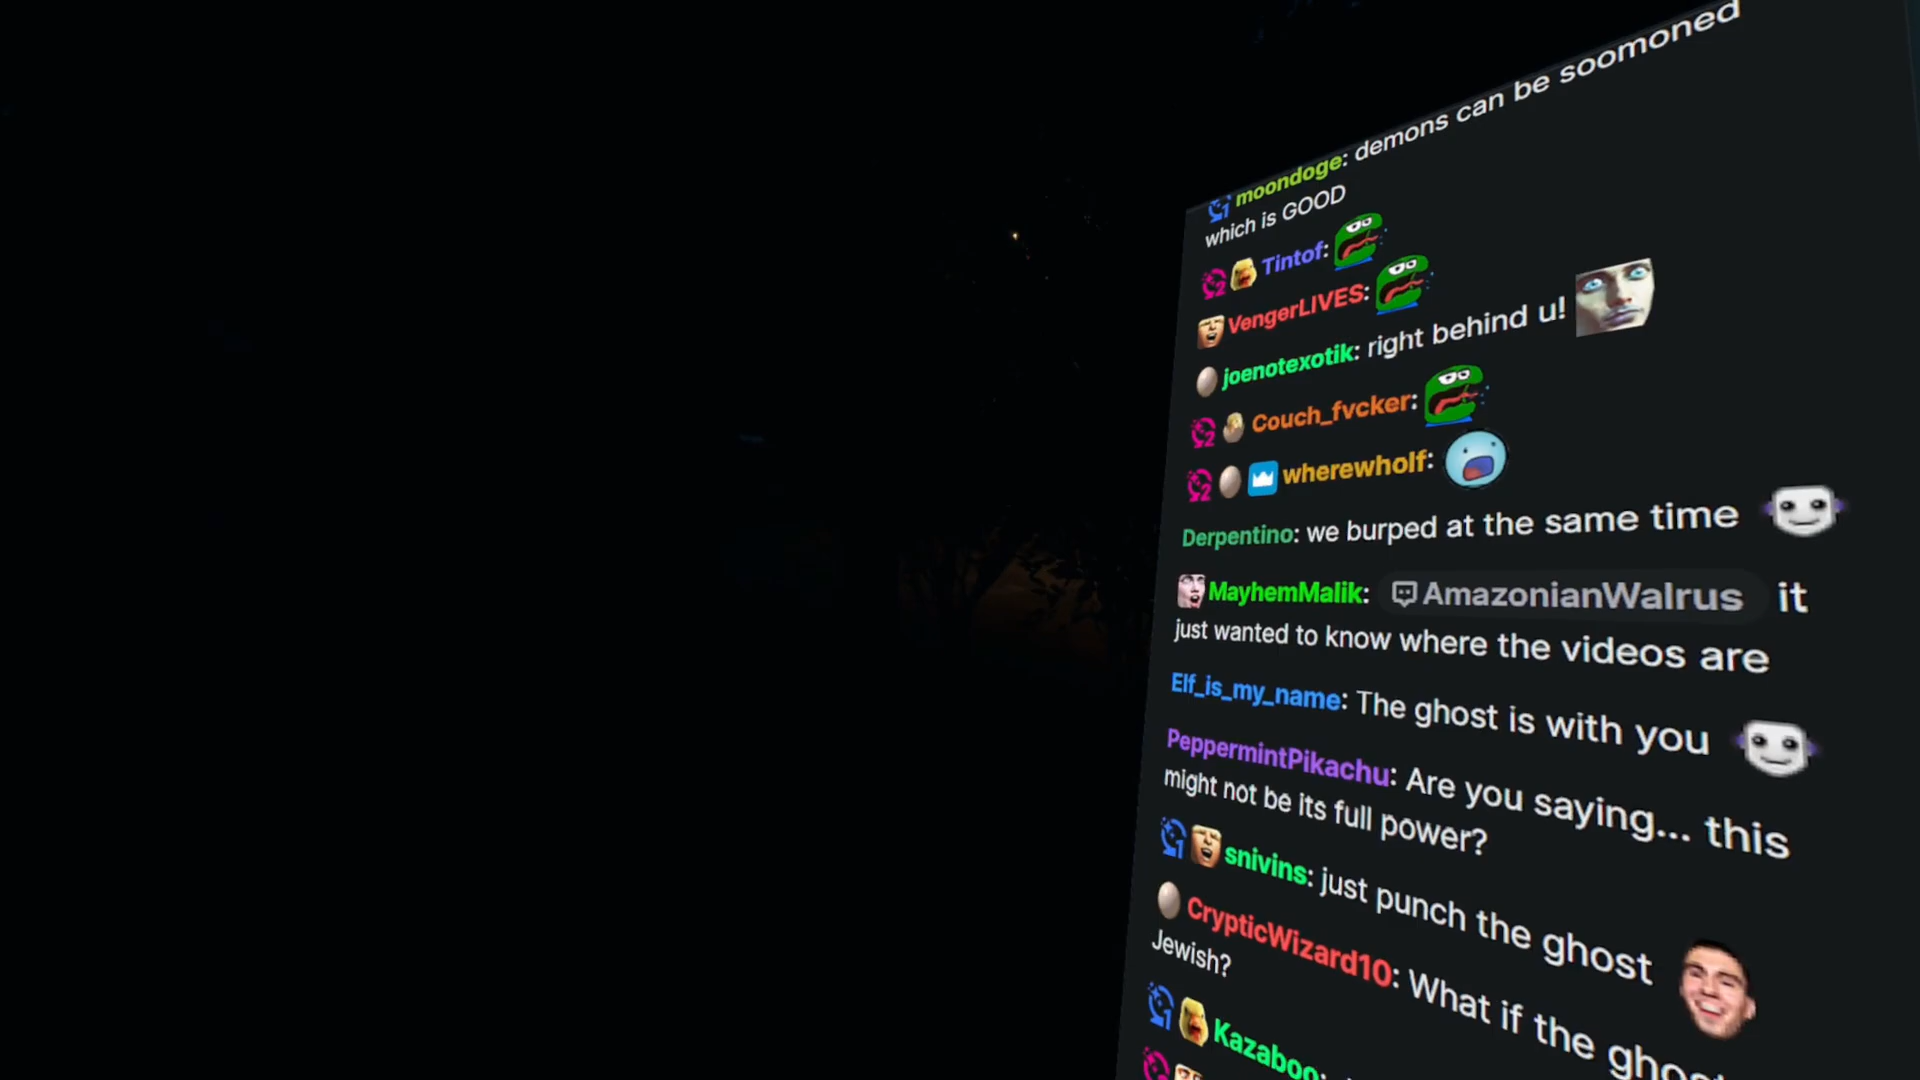 moondoge: demons can be soomoned
which is GOOD
Tintof:
VengerLIVES:
joenotexotik: right behind u!
Couch_fvcker:
wherewholf:
Derpentino: we burped at the same time
MayhemMalik: AmazonianWalrus it
just wanted to know where the videos are
Elf_is_my_name: The ghost is with you
PeppermintPikachu: Are you saying... this
might not be its full power?
snivins: just punch the ghost
CrypticWizard10: What if the ghost
Jewish?
Kazaboo: